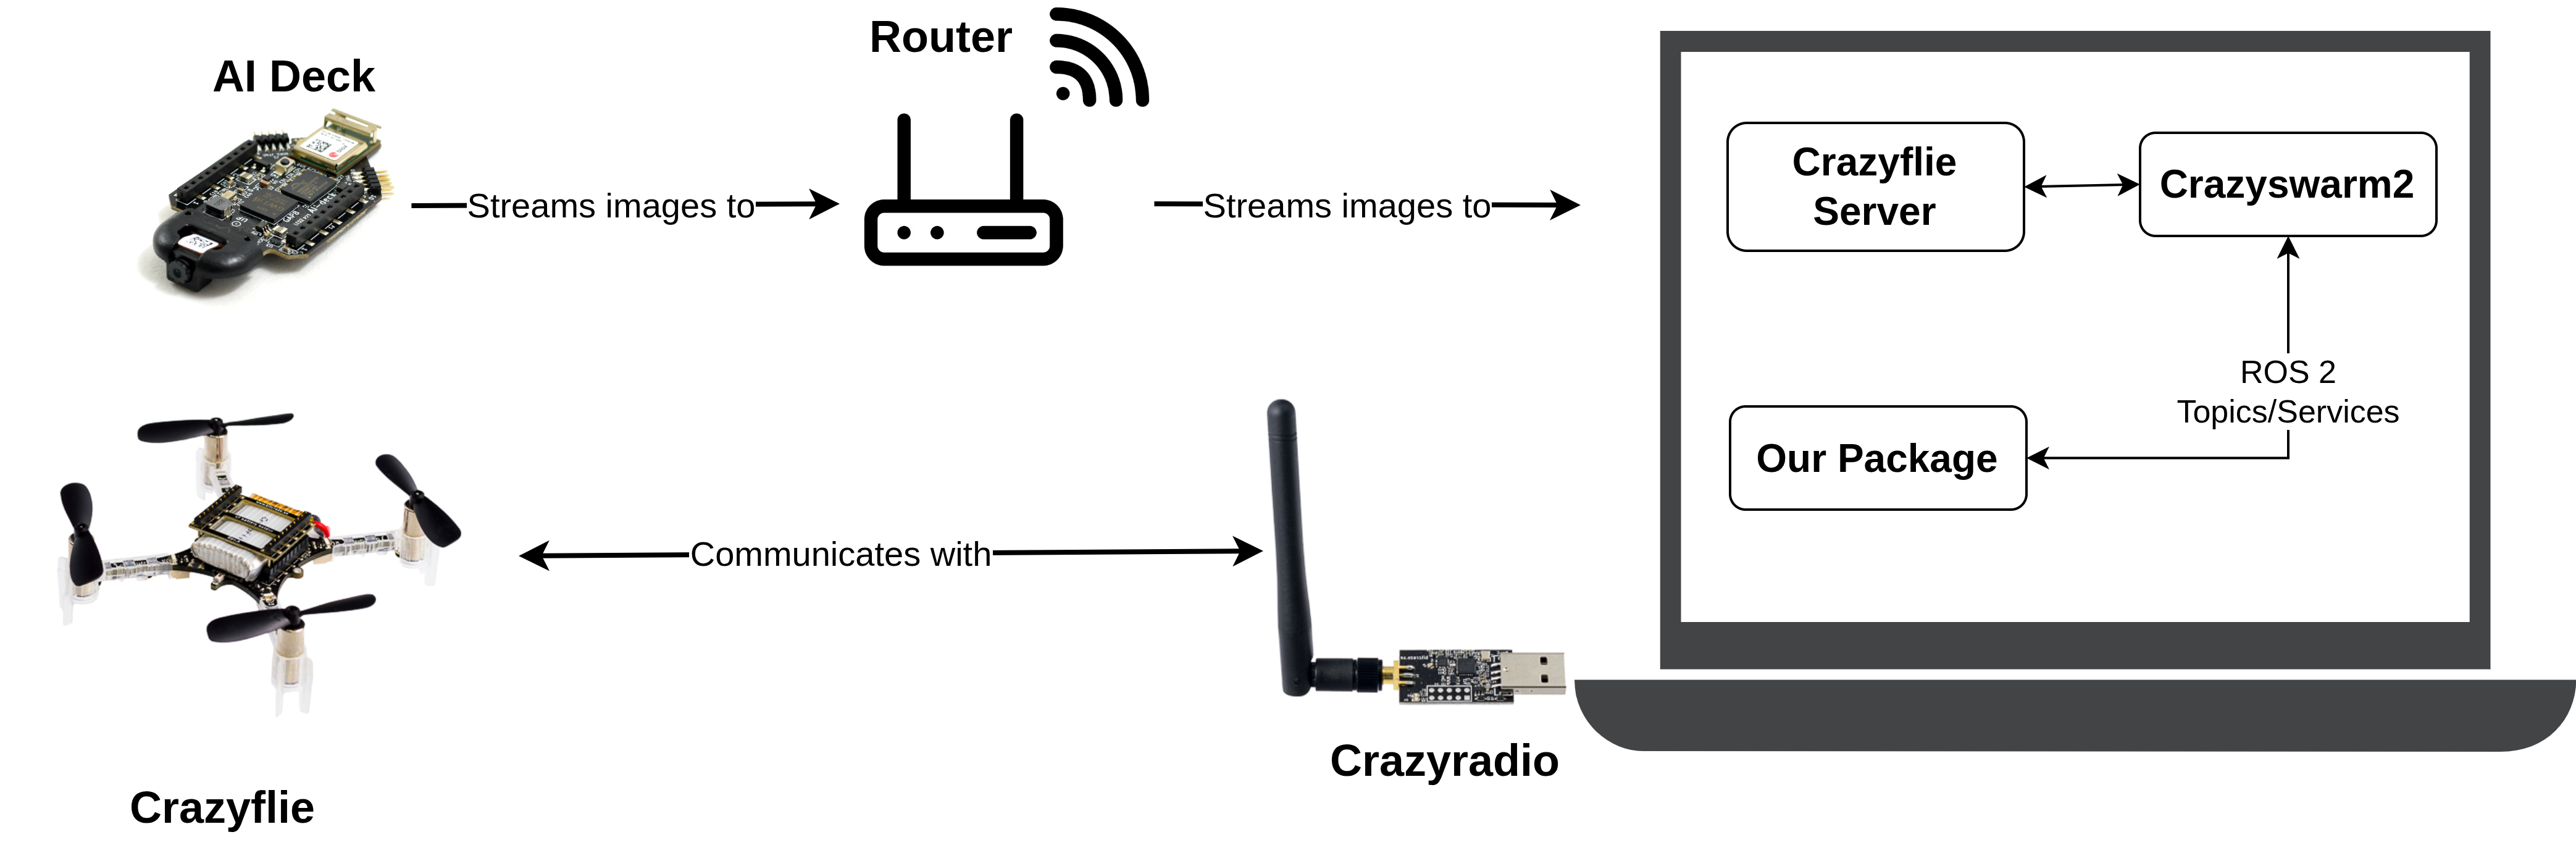 Router
AI Deck
Streams images to
Streams images to
Crazyflie
Server
Crazyswarm2
ROS 2
Topics/Services
Our Package
Communicates with
Crazyradio
Crazyflie